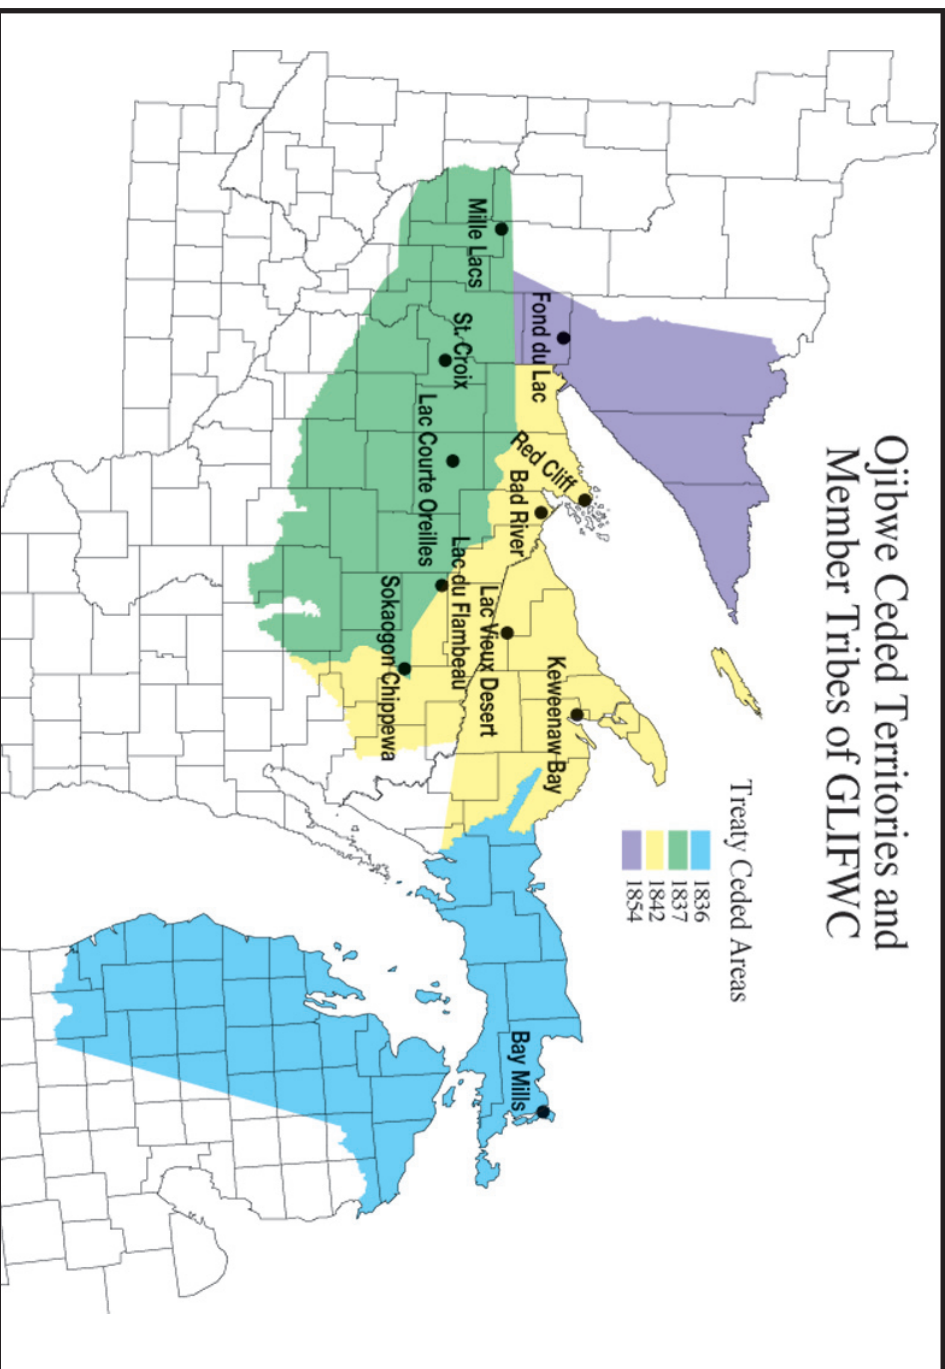 Ojibwe Ceded Territories and
Member Tribes of GLIFWC
Treaty Ceded Areas
1836
1837
1842
1854
Mille Lacs
Fond du Lac
St. Croix
Lac Courte Oreilles
Red Cliff
Bad River
Lac du Flambeau
Sokaogon Chippewa
Lac Vieux Desert
Keweenaw Bay
Bay Mills